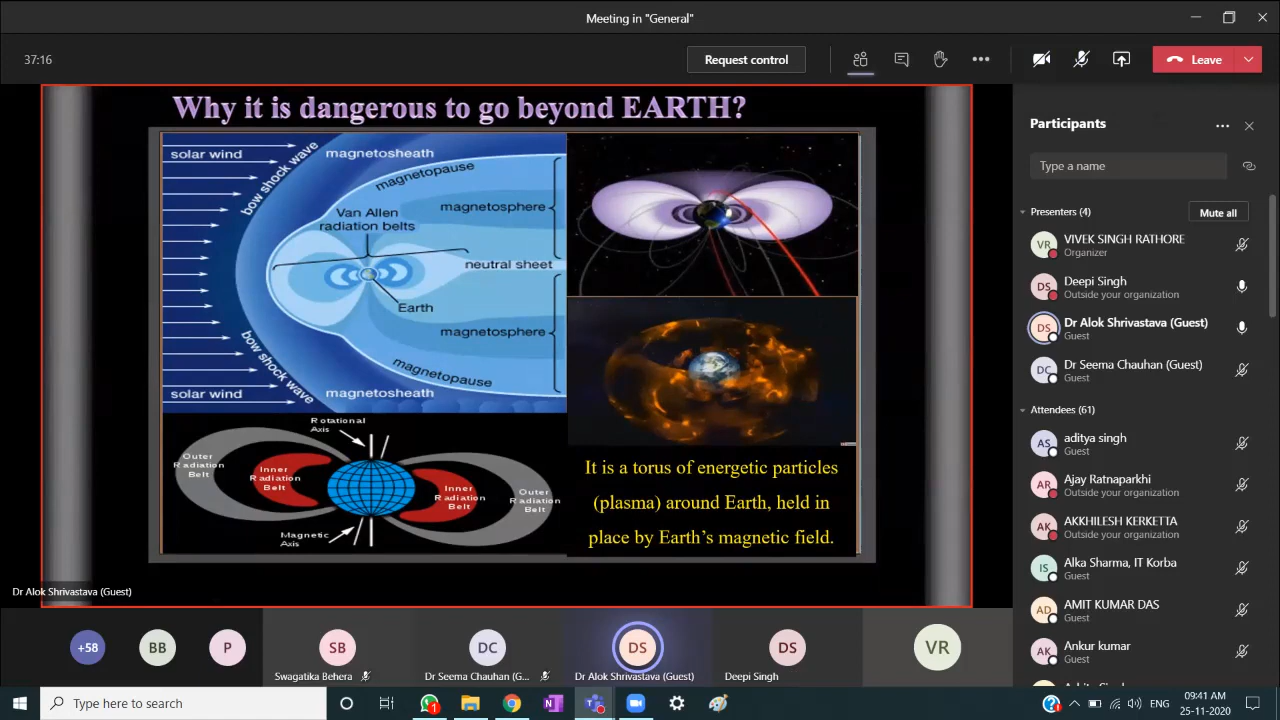 Meeting in "General"
37:16
Request control
Leave
Why it is dangerous to go beyond EARTH?
solar wind
bow shock wave
magnetosheath
magnetopause
magnetosphere
Van Allen
radiation belts
neutral sheet
Earth
magnetosphere
magnetopause
bow shock wave
solar wind
magnetosheath
Rotational
Axis
Outer
Radiation
Belt
Inner
Radiation
Belt
Inner
Radiation
Belt
Outer
Radiation
Belt
Magnetic
Axis
It is a torus of energetic particles
(plasma) around Earth, held in
place by Earth's magnetic field.
Dr Alok Shrivastava (Guest)
Participants
Type a name
Presenters (4)
Mute all
VR
VIVEK SINGH RATHORE
Organizer
DS
Deepi Singh
Outside your organization
DS
Dr Alok Shrivastava (Guest)
Guest
DC
Dr Seema Chauhan (Guest)
Guest
Attendees (61)
AS
aditya singh
Guest
AR
Ajay Ratnaparkhi
Outside your organization
AK
AKKHILESH KERKETTA
Outside your organization
IS
Alka Sharma, IT Korba
Guest
AD
AMIT KUMAR DAS
Guest
AK
Ankur kumar
Guest
+58
BB
P
SB
Swagatika Behera
DC
Dr Seema Chauhan (G...
DS
Dr Alok Shrivastava (Guest)
DS
Deepi Singh
VR
Type here to search
1
ENG
09:41 AM
25-11-2020